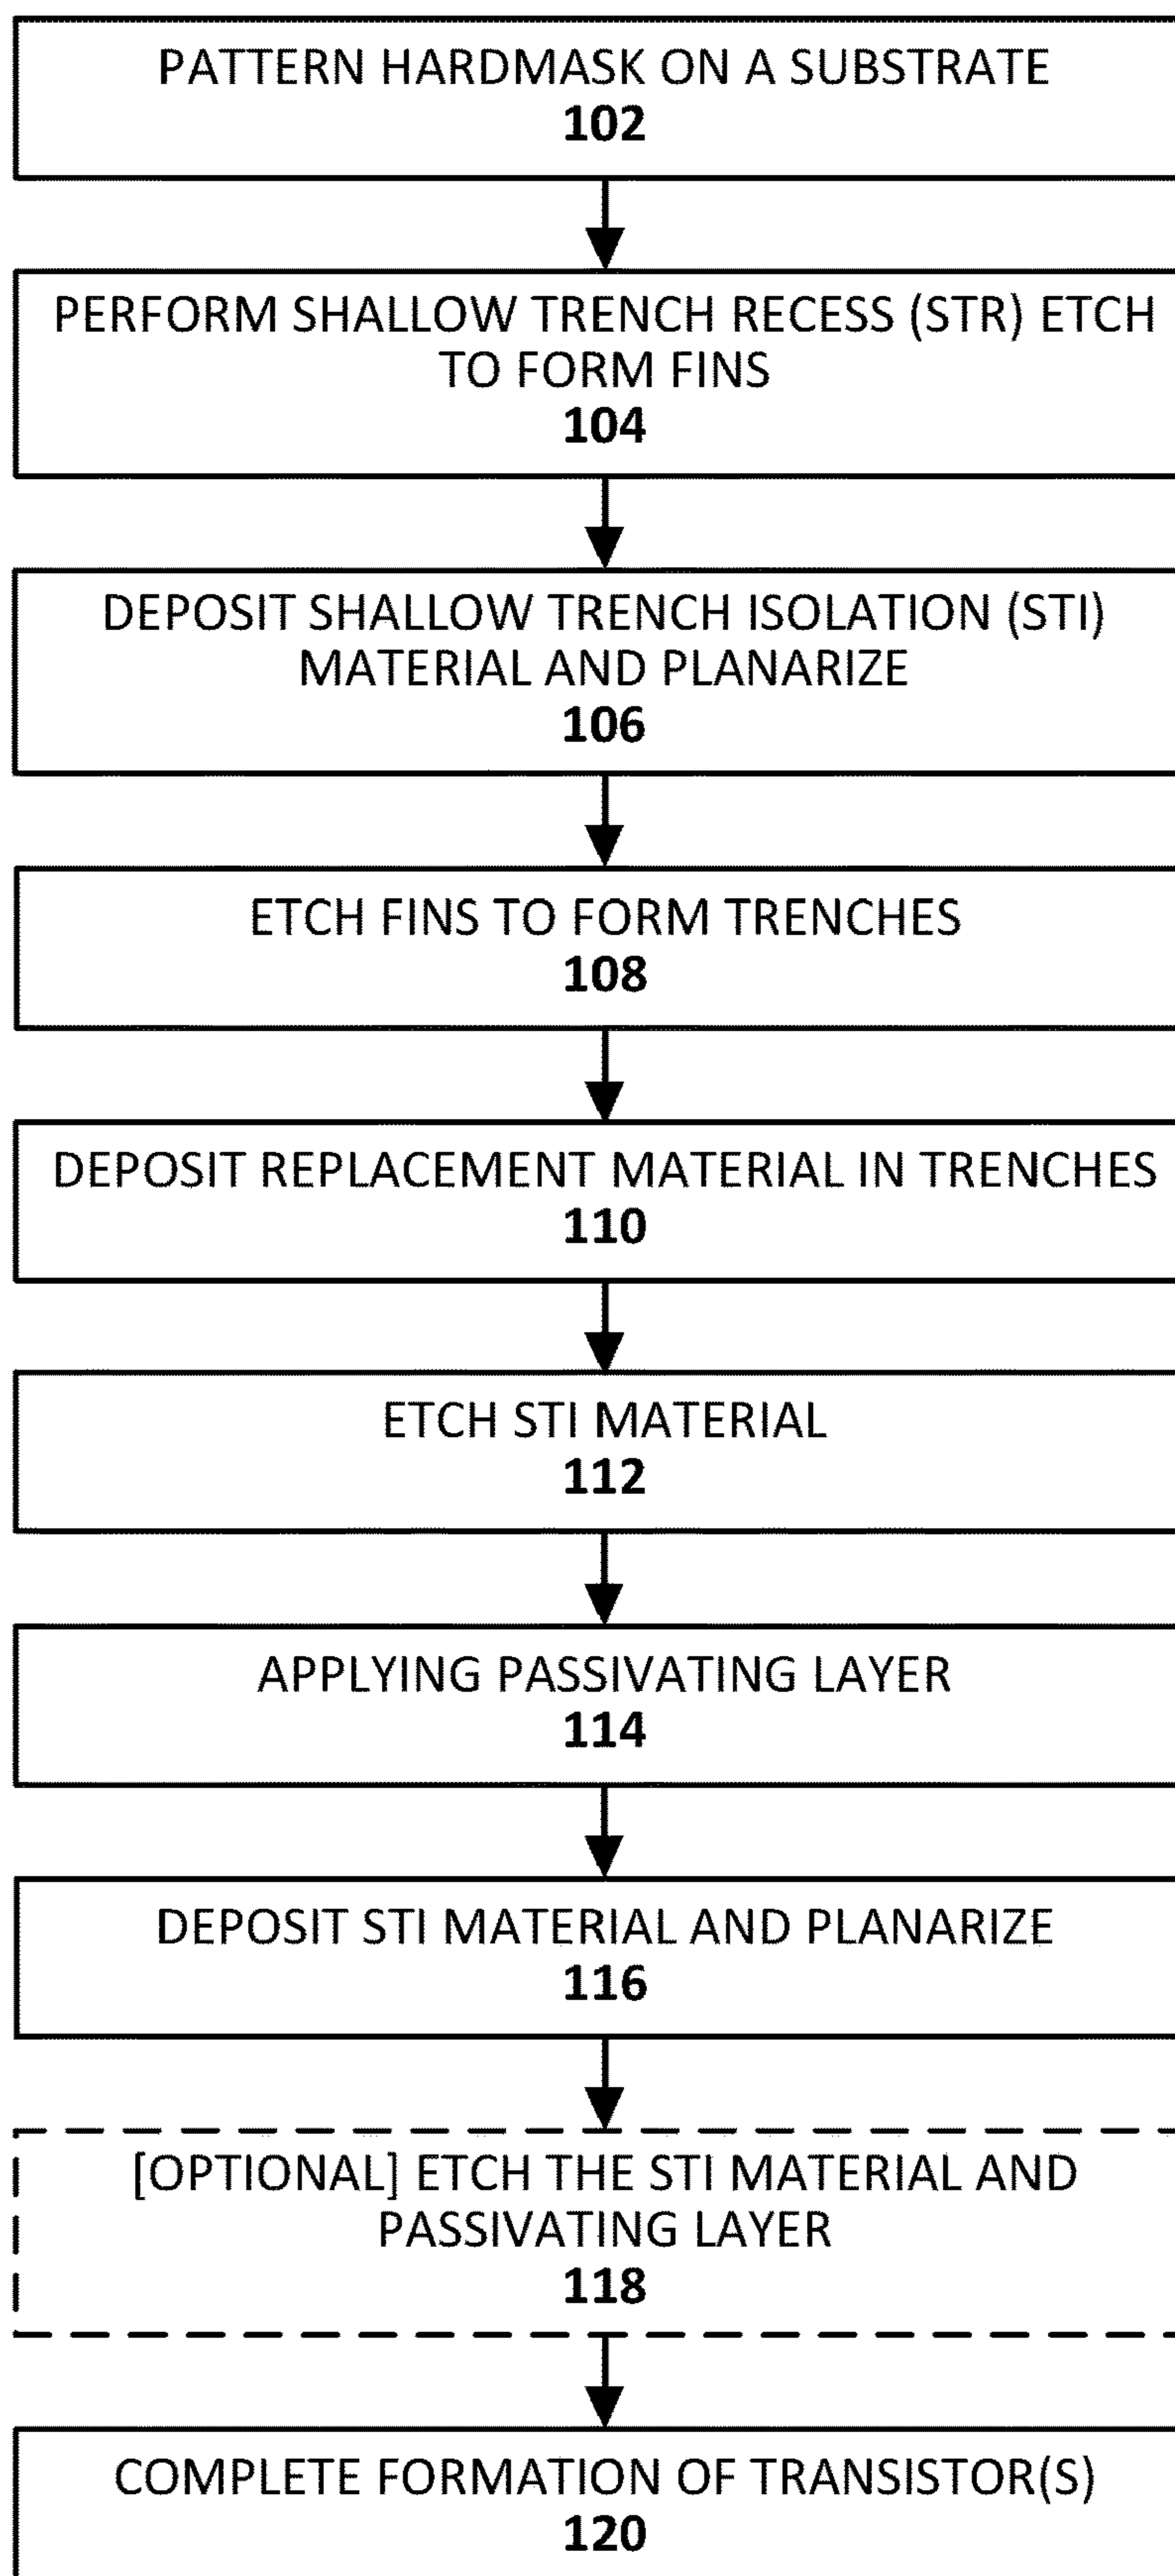 PATTERN HARDMASK ON A SUBSTRATE
102
PERFORM SHALLOW TRENCH RECESS (STR) ETCH
TO FORM FINS
104
DEPOSIT SHALLOW TRENCH ISOLATION (STI)
MATERIAL AND PLANARIZE
106
ETCH FINS TO FORM TRENCHES
108
DEPOSIT REPLACEMENT MATERIAL IN TRENCHES
110
ETCH STI MATERIAL
112
APPLYING PASSIVATING LAYER
114
DEPOSIT STI MATERIAL AND PLANARIZE
116
[OPTIONAL] ETCH THE STI MATERIAL AND
PASSIVATING LAYER
118
COMPLETE FORMATION OF TRANSISTOR(S)
120